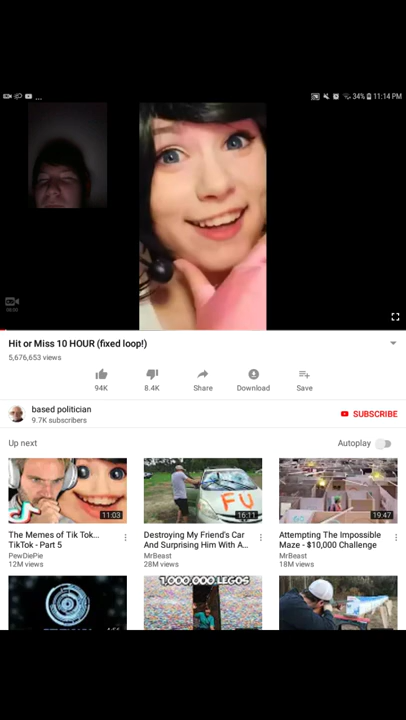 34% 11:14 PM
Hit or Miss 10 HOUR (fixed loop!)
5,676,653 views
94K
8.4K
Share
Download
Save
based politician
9.7K subscribers
SUBSCRIBE
Up next
Autoplay
11:03
FU
16:11
19:47
The Memes of Tik Tok...
TikTok - Part 5
PewDiePie
12M views
Destroying My Friend's Car
And Surprising Him With A...
MrBeast
28M views
Attempting The Impossible
Maze - $10,000 Challenge
MrBeast
18M views
1,000,000 LEGOS